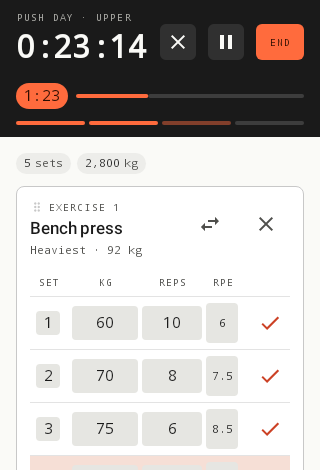 PUSH DAY · UPPER
0:23:14
END
1:23
5 sets
2,800 kg
EXERCISE 1
Bench press
Heaviest · 92 kg
SET KG REPS RPE
1 60 10 6
2 70 8 7.5
3 75 6 8.5